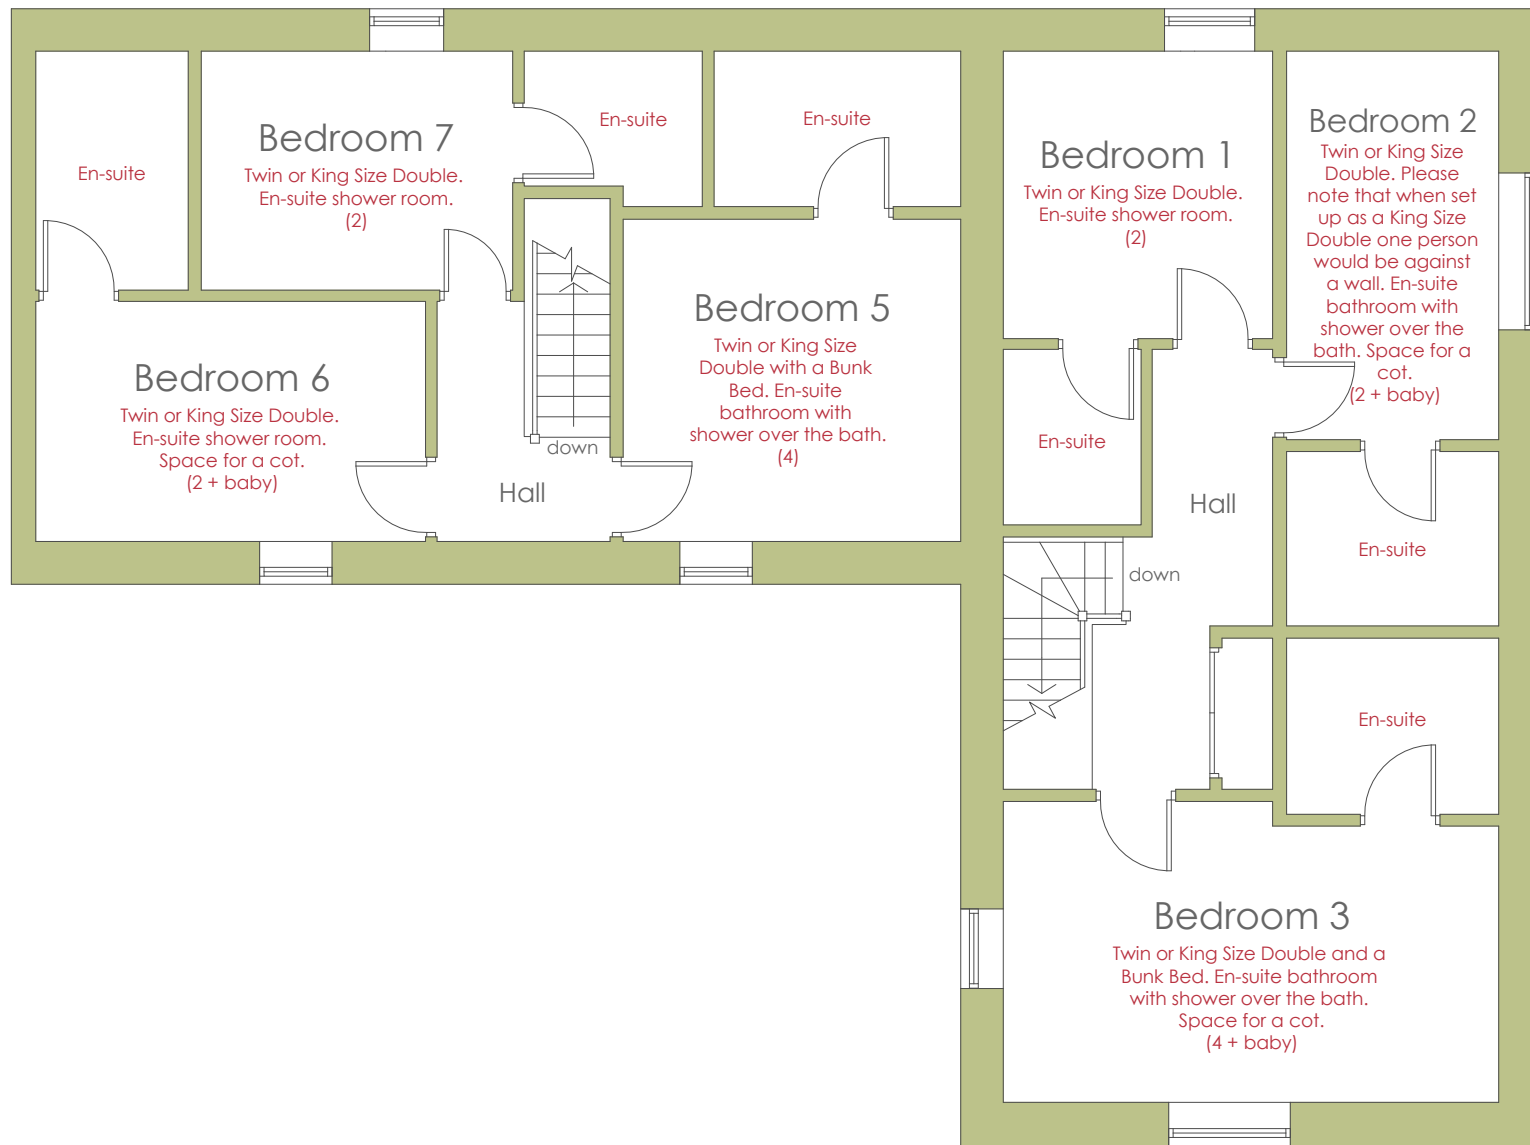 En-suite
Bedroom 7
Twin or King Size Double.
En-suite shower room.
(2)
En-suite
En-suite
Bedroom 6
Twin or King Size Double.
En-suite shower room.
Space for a cot.
(2 + baby)
down
Hall
Bedroom 5
Twin or King Size
Double with a Bunk
Bed. En-suite
bathroom with
shower over the bath.
(4)
Bedroom 1
Twin or King Size Double.
En-suite shower room.
(2)
En-suite
Bedroom 2
Twin or King Size
Double. Please
note that when set
up as a King Size
Double one person
would be against
a wall. En-suite
bathroom with
shower over the
bath. Space for a
cot.
(2 + baby)
Hall
down
En-suite
En-suite
Bedroom 3
Twin or King Size Double and a
Bunk Bed. En-suite bathroom
with shower over the bath.
Space for a cot.
(4 + baby)